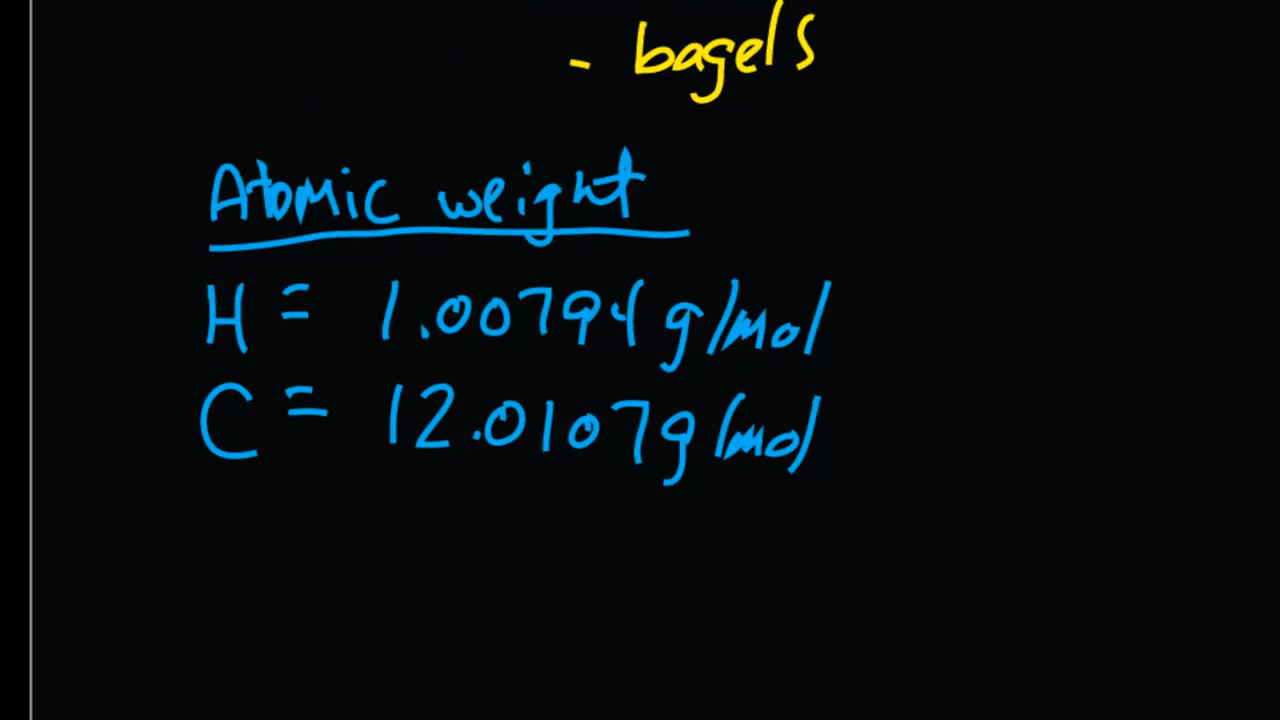 - bagels
Atomic weight
H = 1.00794 g/mol
C = 12.0107 g/mol